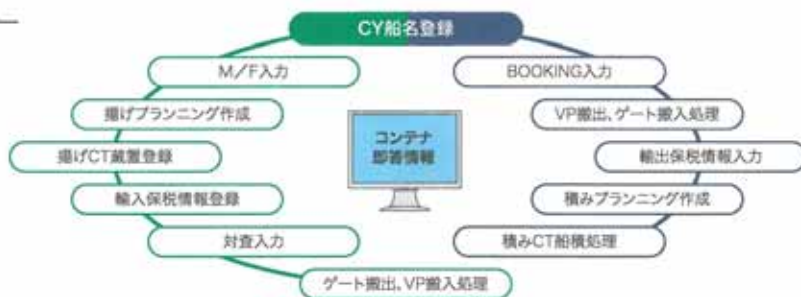 CY船名登録
M/F入力
揚げプランニング作成
揚げCT蔵置登録
輸入保税情報登録
対査入力
ゲート搬出、VP搬入処理
コンテナ
即答情報
BOOKING入力
VP搬出、ゲート搬入処理
輸出保税情報入力
積みプランニング作成
積みCT船積処理